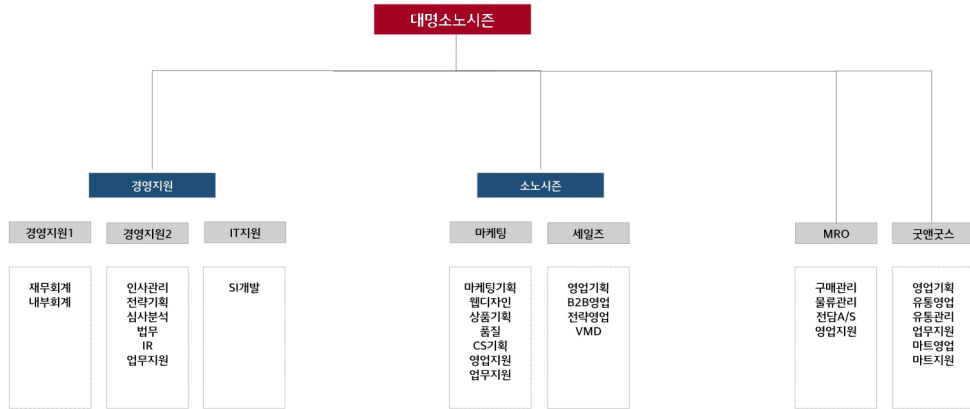 대명소노시즌
경영지원
소노시즌
경영지원1
경영지원2
IT지원
마케팅
세일즈
MRO
굿앤굿스
재무회계
내부회계
인사관리
전략기획
심사분석
법무
IR
업무지원
SI개발
마케팅기획
웹디자인
상품기획
품질
CS기획
영업지원
업무지원
영업기획
B2B영업
전략영업
VMD
구매관리
물류관리
전담A/S
영업지원
영업기획
유통영업
유통관리
업무지원
마트영업
마트지원